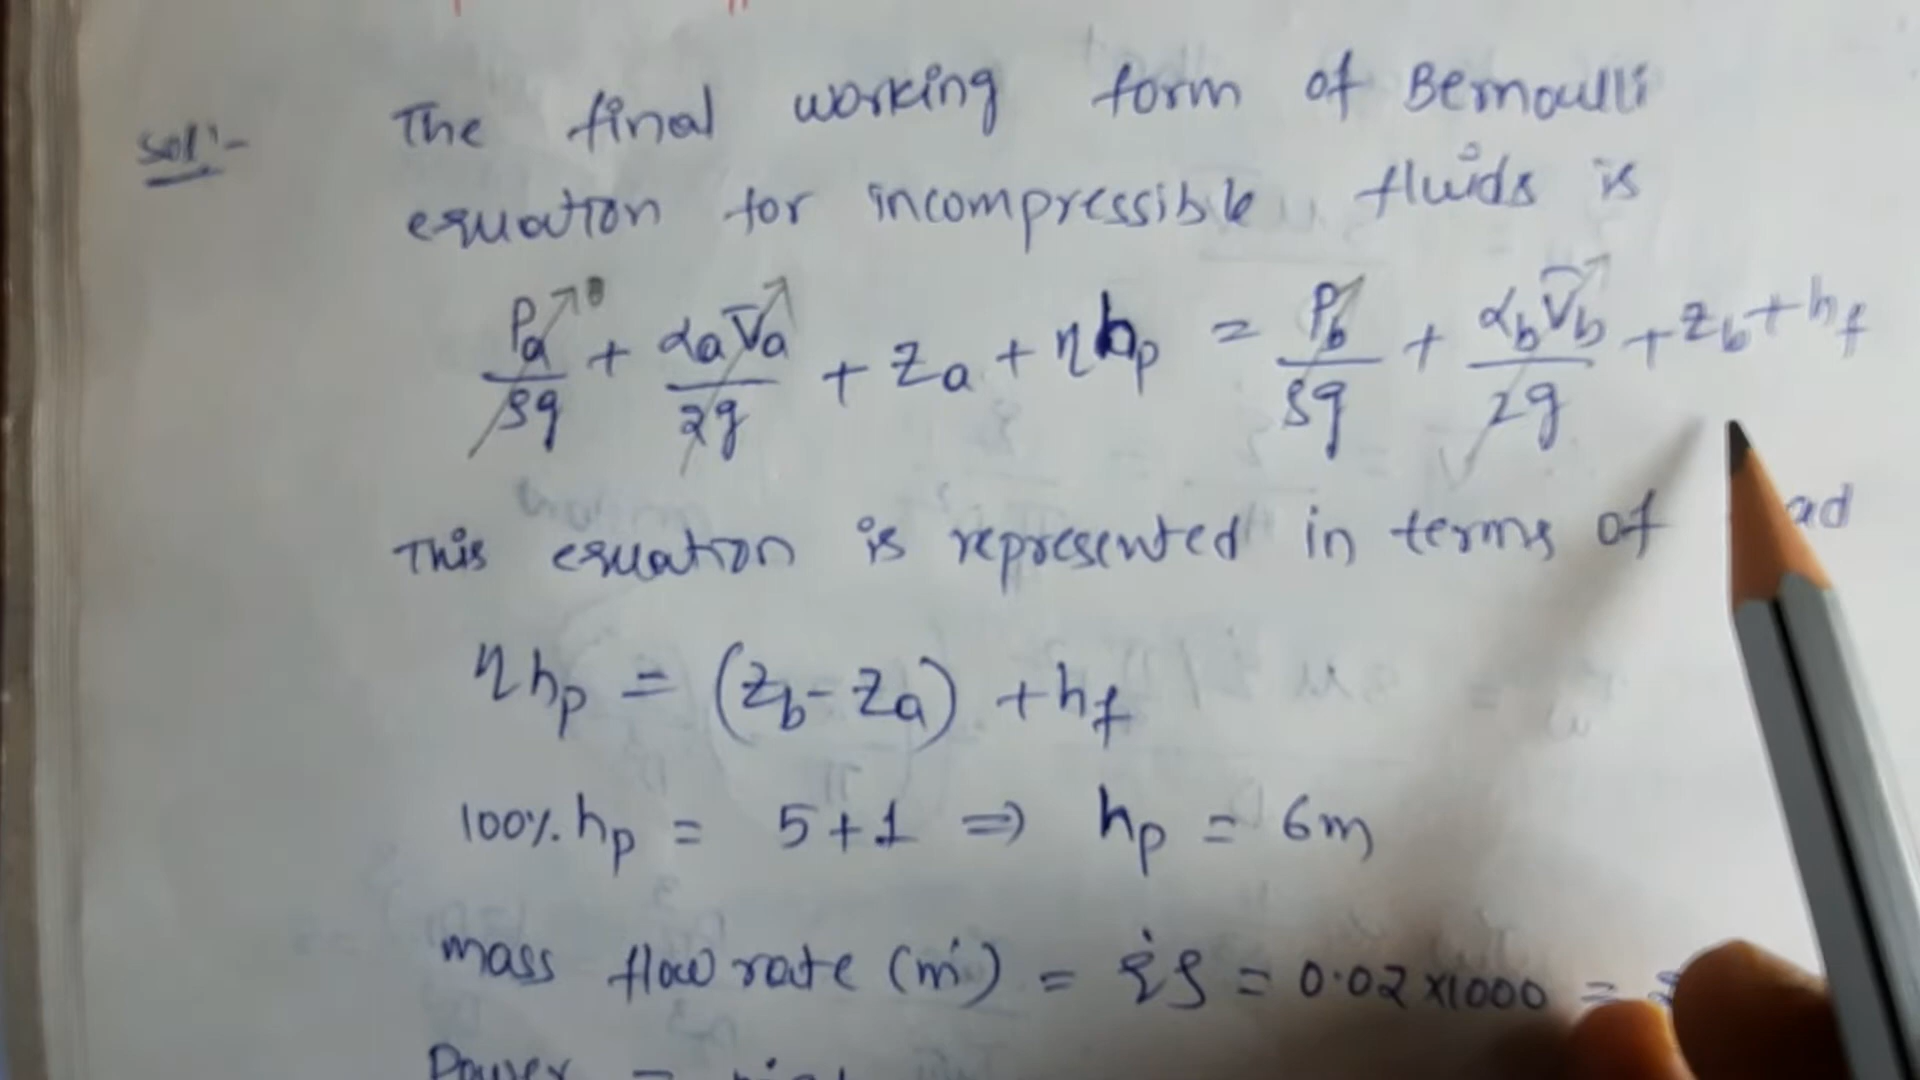 Sol:-
The final working form of Bernoulli
equation for incompressible fluids is
Pa/ρg + αaV̅a/2g + Za + ηhp = Pb/ρg + αbV̅b/2g + Zb + hf
This equation is represented in terms of
ηhp = (Zb - Za) + hf
100%. hp = 5+1 ⇒ hp = 6m
mass flow rate (ṁ) = q̇ρ = 0.02 x1000 =
Power =